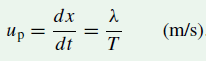 u_p = dx/dt = λ/T (m/s)